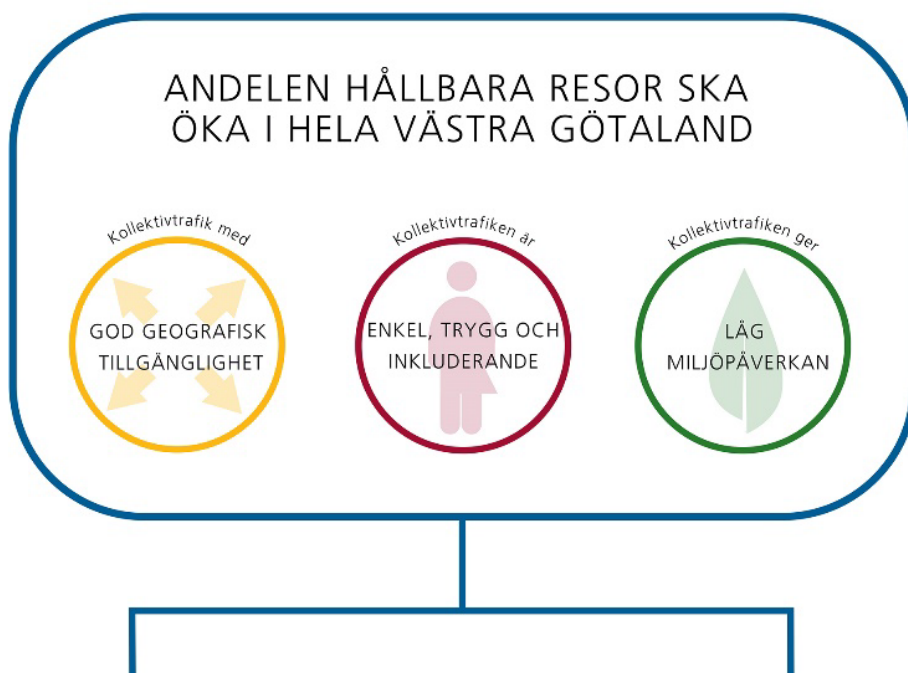 ANDELEN HÅLLBARA RESOR SKA
ÖKA I HELA VÄSTRA GÖTALAND
Kollektivtrafik med
GOD GEOGRAFISK
TILLGÄNGLIGHET
Kollektivtrafiken är
ENKEL, TRYGG OCH
INKLUDERANDE
Kollektivtrafiken ger
LÅG
MILJÖPÅVERKAN